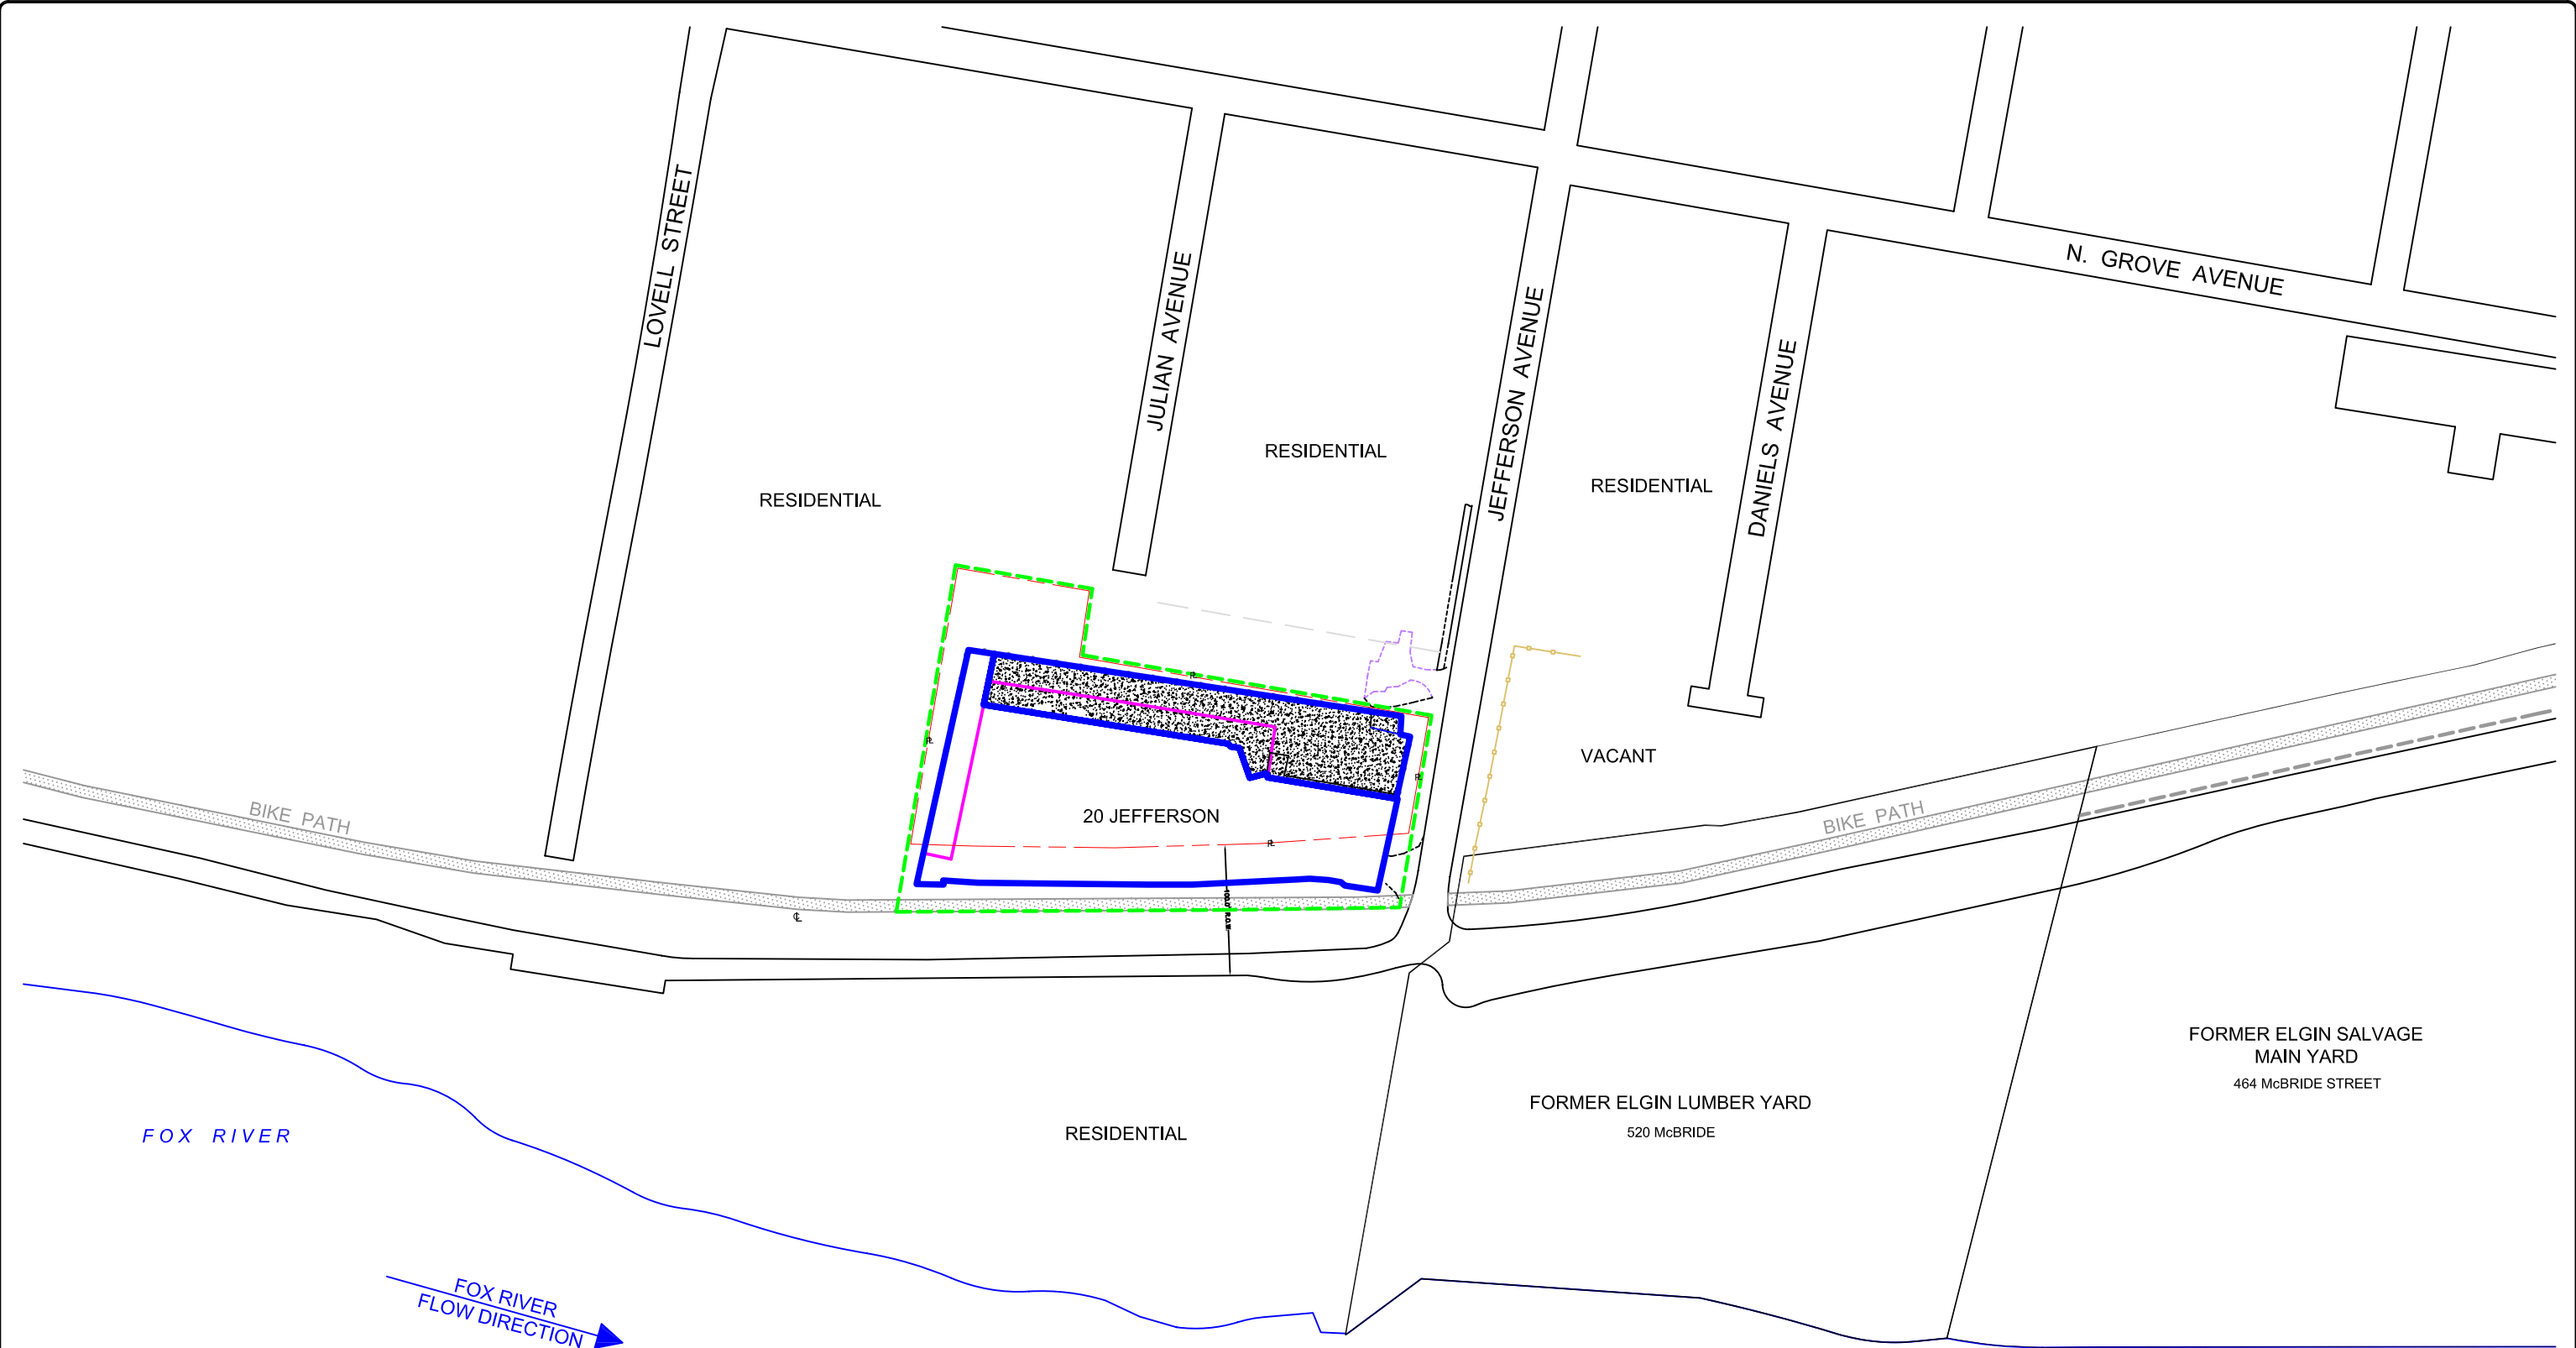 LOVELL STREET
JULIAN AVENUE
JEFFERSON AVENUE
DANIELS AVENUE
N. GROVE AVENUE
RESIDENTIAL
RESIDENTIAL
RESIDENTIAL
VACANT
20 JEFFERSON
BIKE PATH
BIKE PATH
RESIDENTIAL
FORMER ELGIN LUMBER YARD
520 McBRIDE
FORMER ELGIN SALVAGE
MAIN YARD
464 McBRIDE STREET
FOX RIVER
FOX RIVER
FLOW DIRECTION